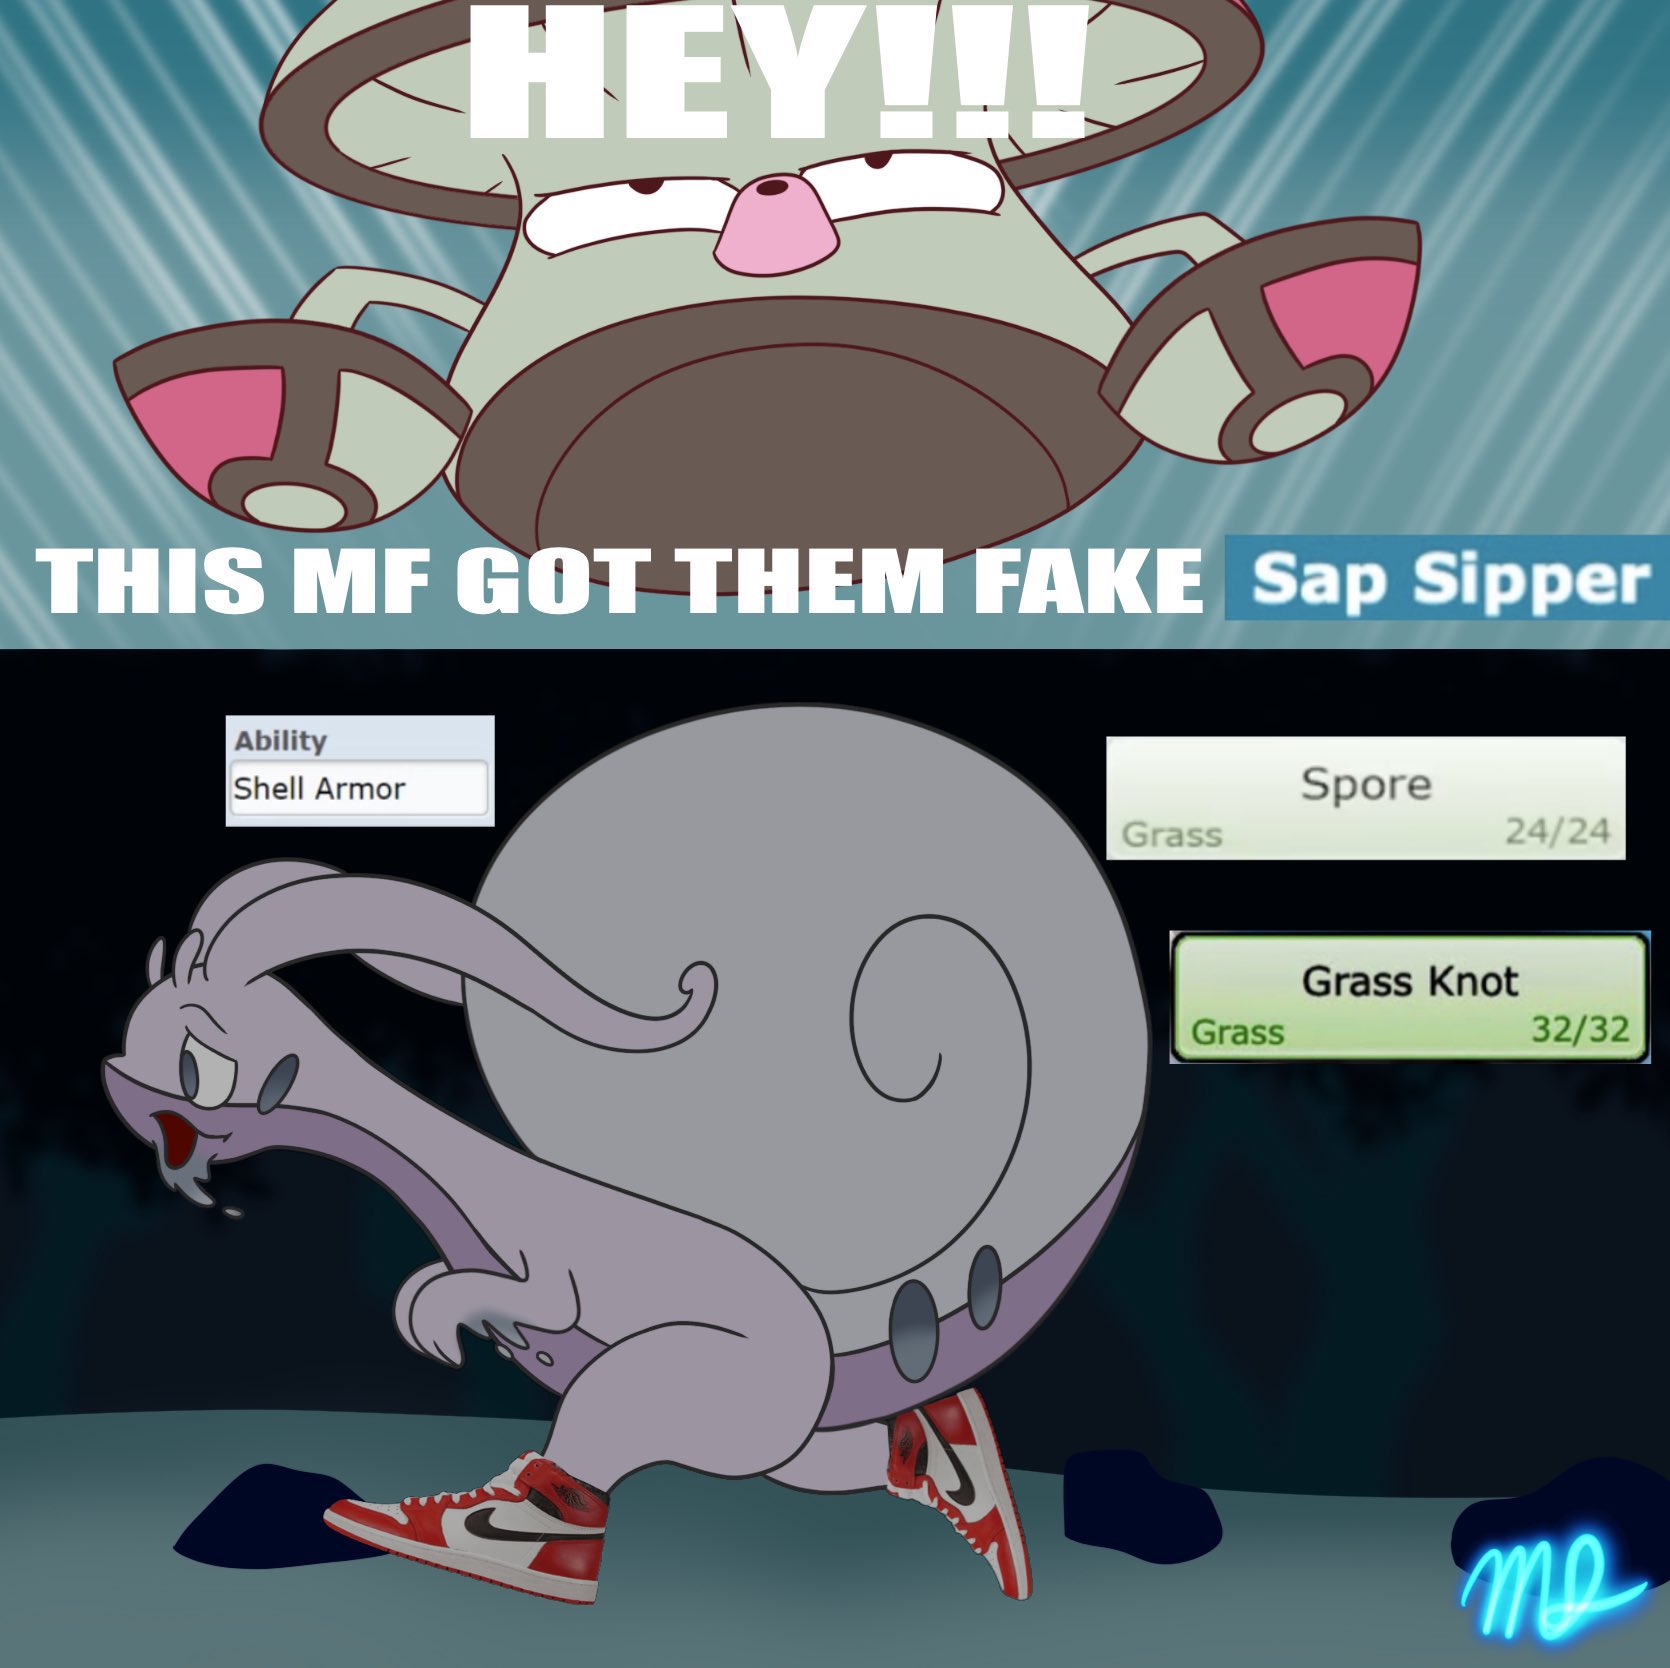 HEY!!!
THIS MF GOT THEM FAKE Sap Sipper
Ability
Shell Armor
Spore
Grass 24/24
Grass Knot
Grass 32/32